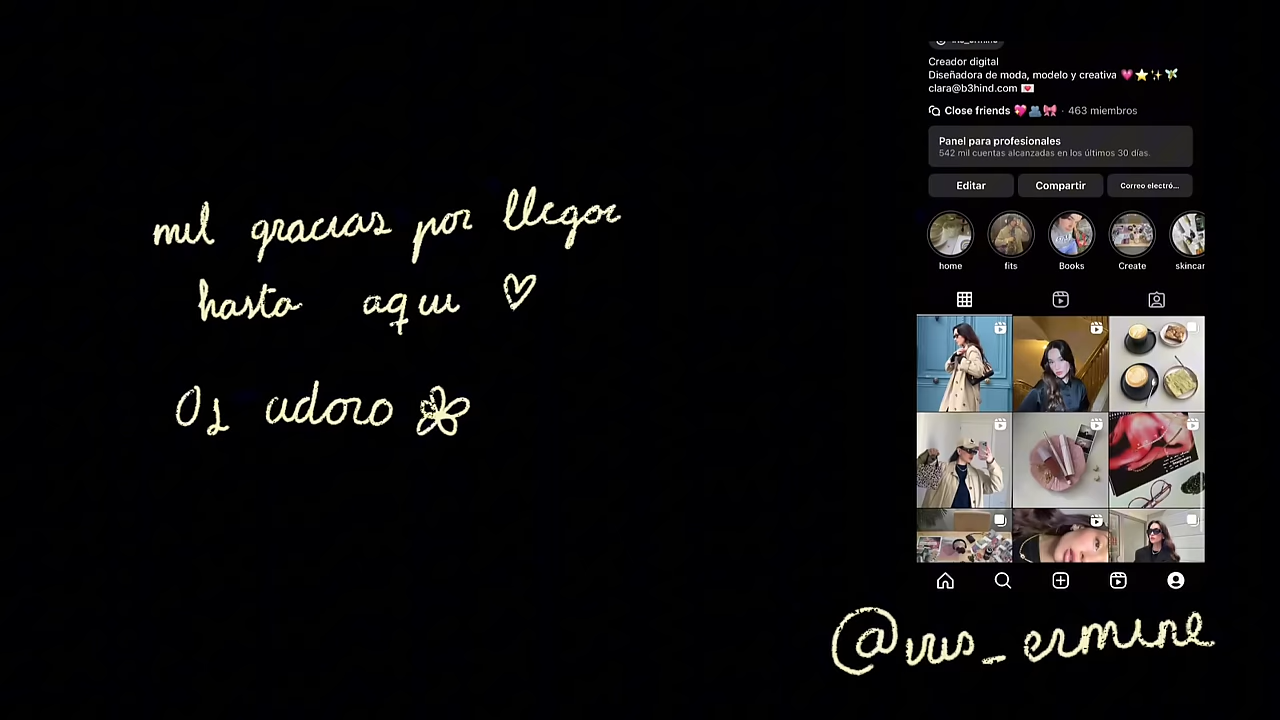 mil gracias por llegar
hasta aqui
Os adoro
Creador digital
Diseñadora de moda, modelo y creativa 💗⭐✨💸
clara@b3hind.com 💌
Close friends 💖🫂🎀 · 463 miembros
Panel para profesionales
542 mil cuentas alcanzadas en los últimos 30 días.
Editar Compartir Correo electró...
home fits Books Create skincar
@iris_ermine